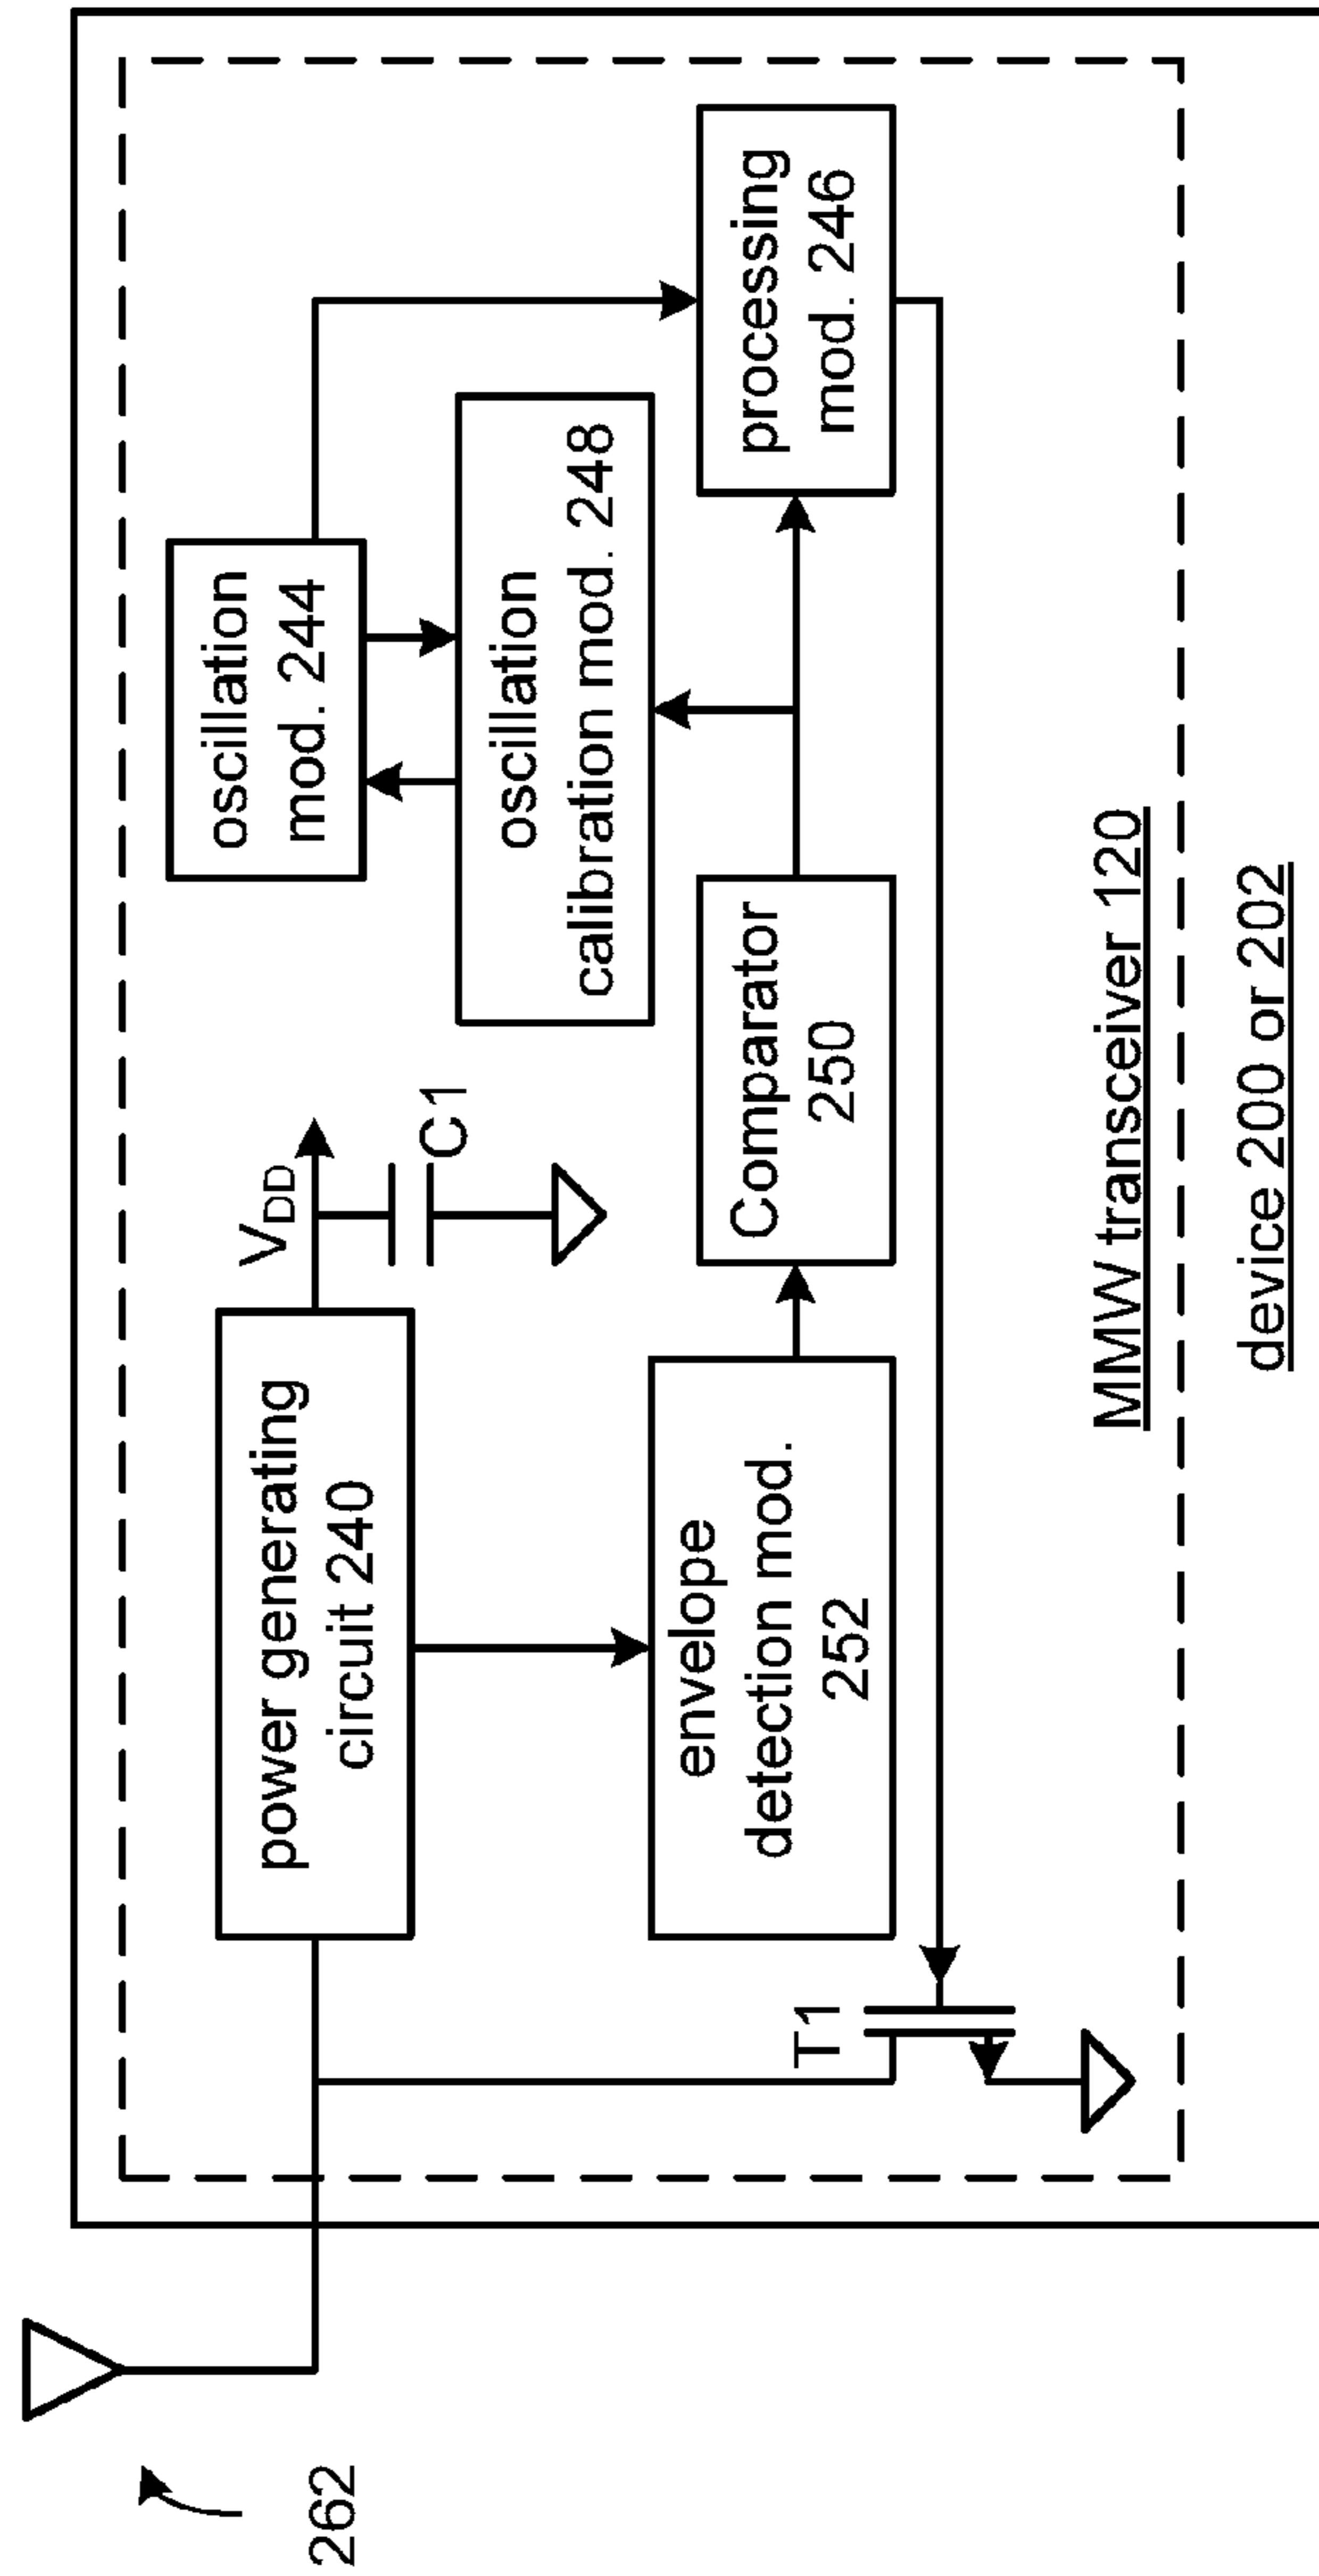 262
power generating
circuit 240
VDD
C1
oscillation
mod. 244
oscillation
calibration mod. 248
processing
mod. 246
Comparator
250
envelope
detection mod.
252
T1
MMW transceiver 120
device 200 or 202